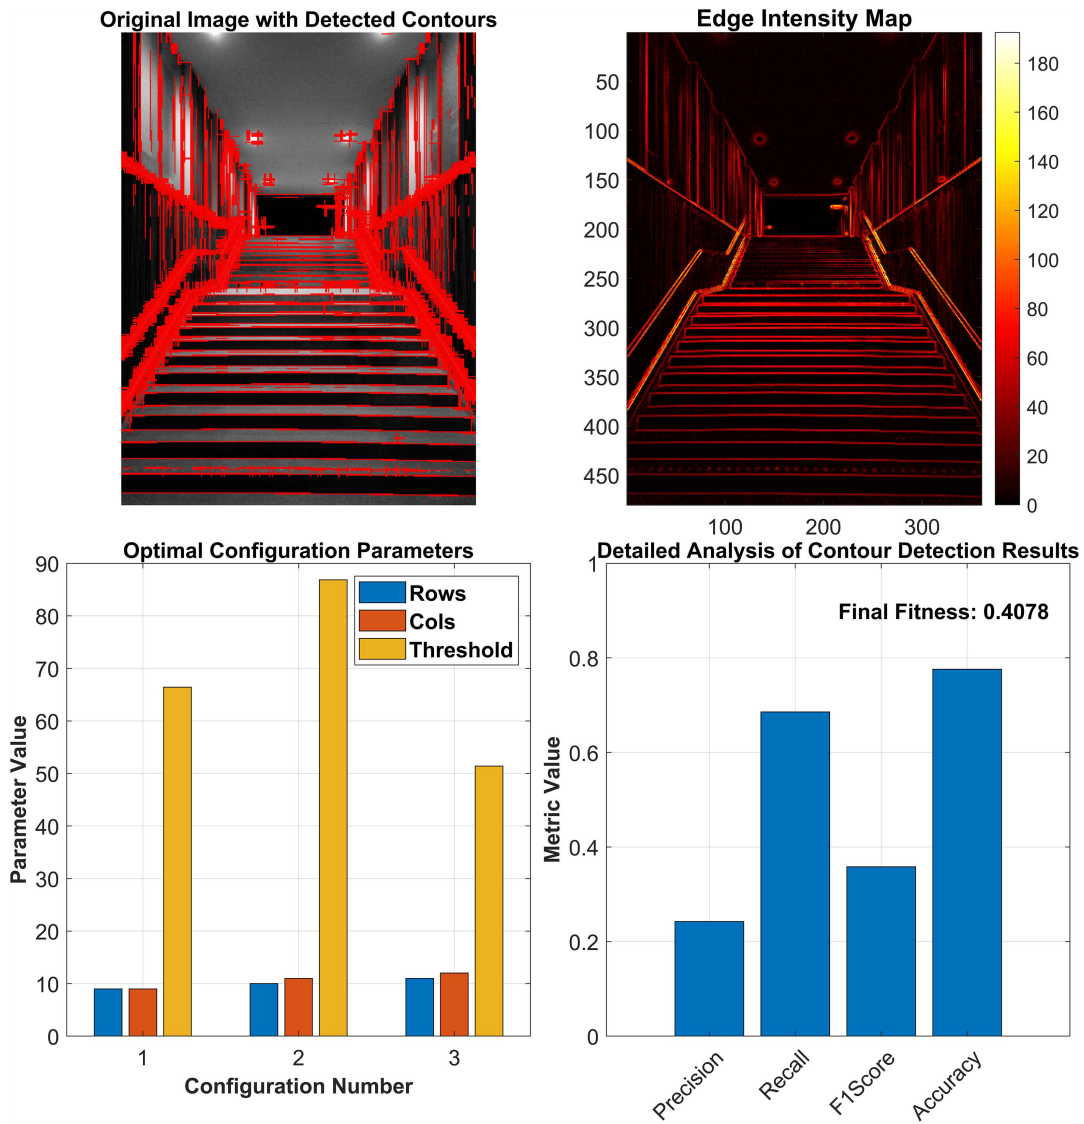 Original Image with Detected Contours
Edge Intensity Map
50
100
150
200
250
300
350
400
450
100
200
300
180
160
140
120
100
80
60
40
20
0
Optimal Configuration Parameters
90
80
70
60
50
40
30
20
10
0
Parameter Value
Rows
Cols
Threshold
1
2
3
Configuration Number
Detailed Analysis of Contour Detection Results
1
0.8
0.6
0.4
0.2
0
Metric Value
Final Fitness: 0.4078
Precision
Recall
F1Score
Accuracy